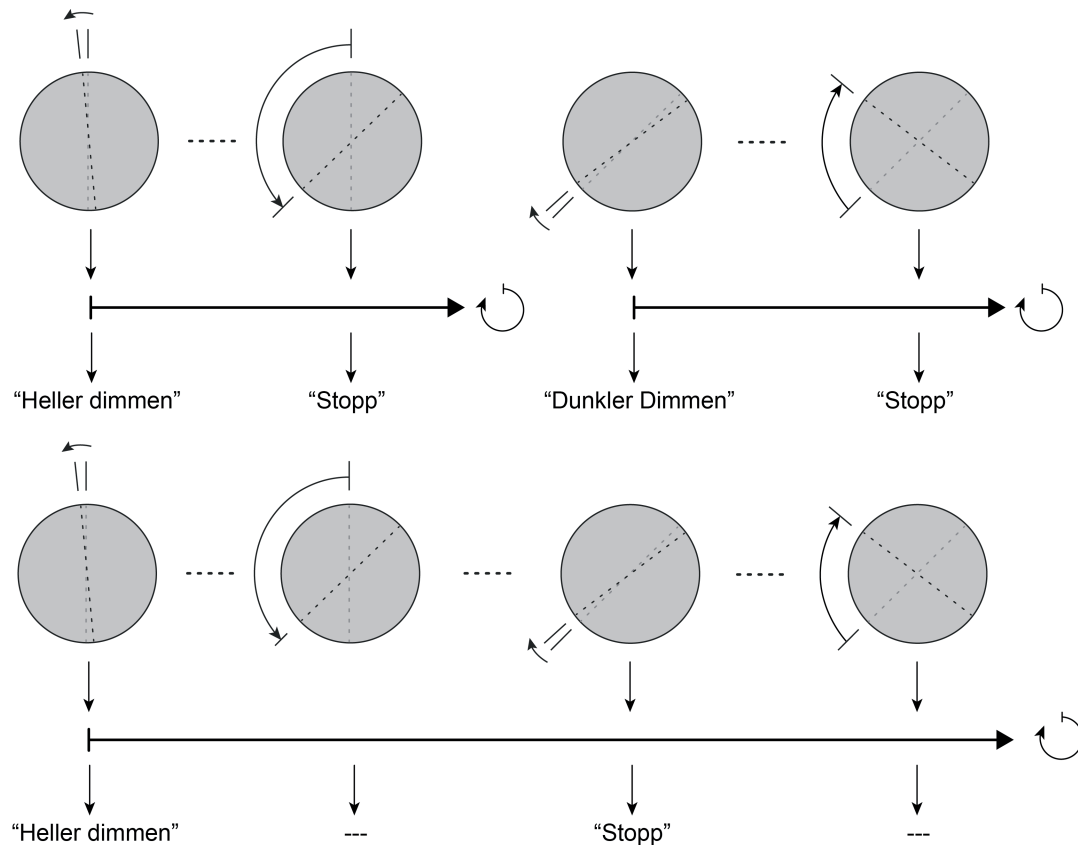 “Heller dimmen” “Stopp” “Dunkler Dimmen” “Stopp”
“Heller dimmen” --- “Stopp” ---